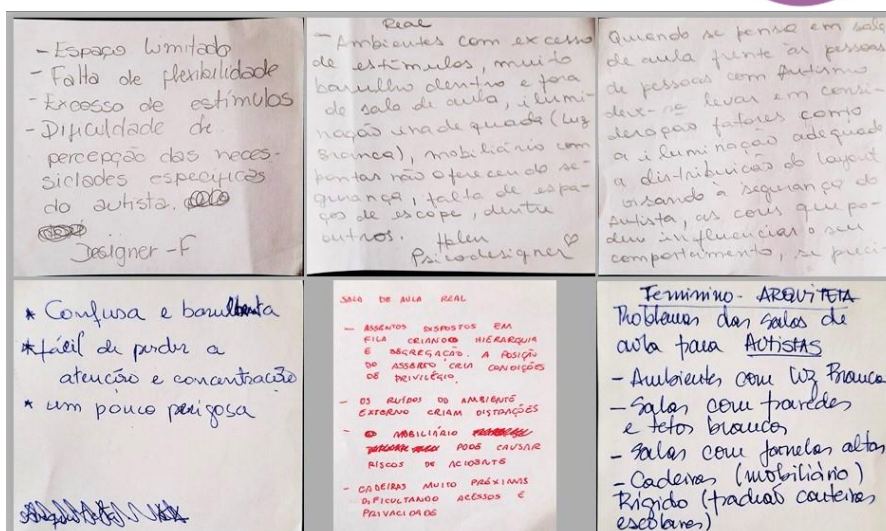 - Espaço Limitado
- Falta de flexibilidade
- Excesso de estímulos
- Dificuldade de
percepção das neces-
sidades específicas
do autista.
Designer - F
Real
- Ambientes com excesso
de estímulos, muito
barulho dentro e fora
de sala de aula, ilumi-
nação inadequada (Luz
Branca), mobiliário com
pontas não oferecendo se-
gurança, falta de espa-
ço de escape, dentre
outros. Helen
Psicodesigner
Quando se pensa em sala
de aula frente às pessoas
de pessoas com Autismo
deve-se levar em consi-
deração fatores como
a iluminação adequada
a distribuição do layout
visando à segurança do
Autista, as cores que po-
dem influenciar o seu
comportamento, se preci-
* Confusa e barulhenta
* fácil de perder a
atenção e concentração
* um pouco perigosa
SALA DE AULA REAL
- ASSENTOS DISPOSTOS EM
FILA CRIANDO HIERARQUIA
E SEGREGAÇÃO. A POSIÇÃO
DO ASSENTO CRIA CONDIÇÕES
DE PRIVILÉGIO.
- OS RUÍDOS DO AMBIENTE
EXTERNO CRIAM DISTRAÇÕES
- O MOBILIÁRIO
PODE CAUSAR
RISCOS DE ACIDENTE
- CADEIRAS MUITO PRÓXIMAS
DIFICULTANDO ACESSOS E
PRIVACIDADE
Feminino - ARQUITETA
Problemas das salas de
aula para AUTISTAS
- Ambientes com luz Branca
- Salas com paredes
e tetos brancos
- Salas com janelas altas
- Cadeiras (mobiliário)
Rígido (padrão carteiras
escolares)